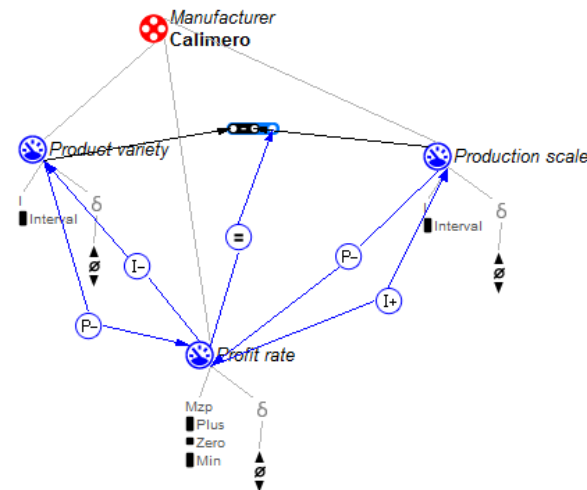 Manufacturer
Calimero
Product variety
Production scale
I
Interval
δ
I
Interval
δ
ø
ø
=
P-
I-
I+
P-
Profit rate
Mzp
Plus
Zero
Min
δ
ø